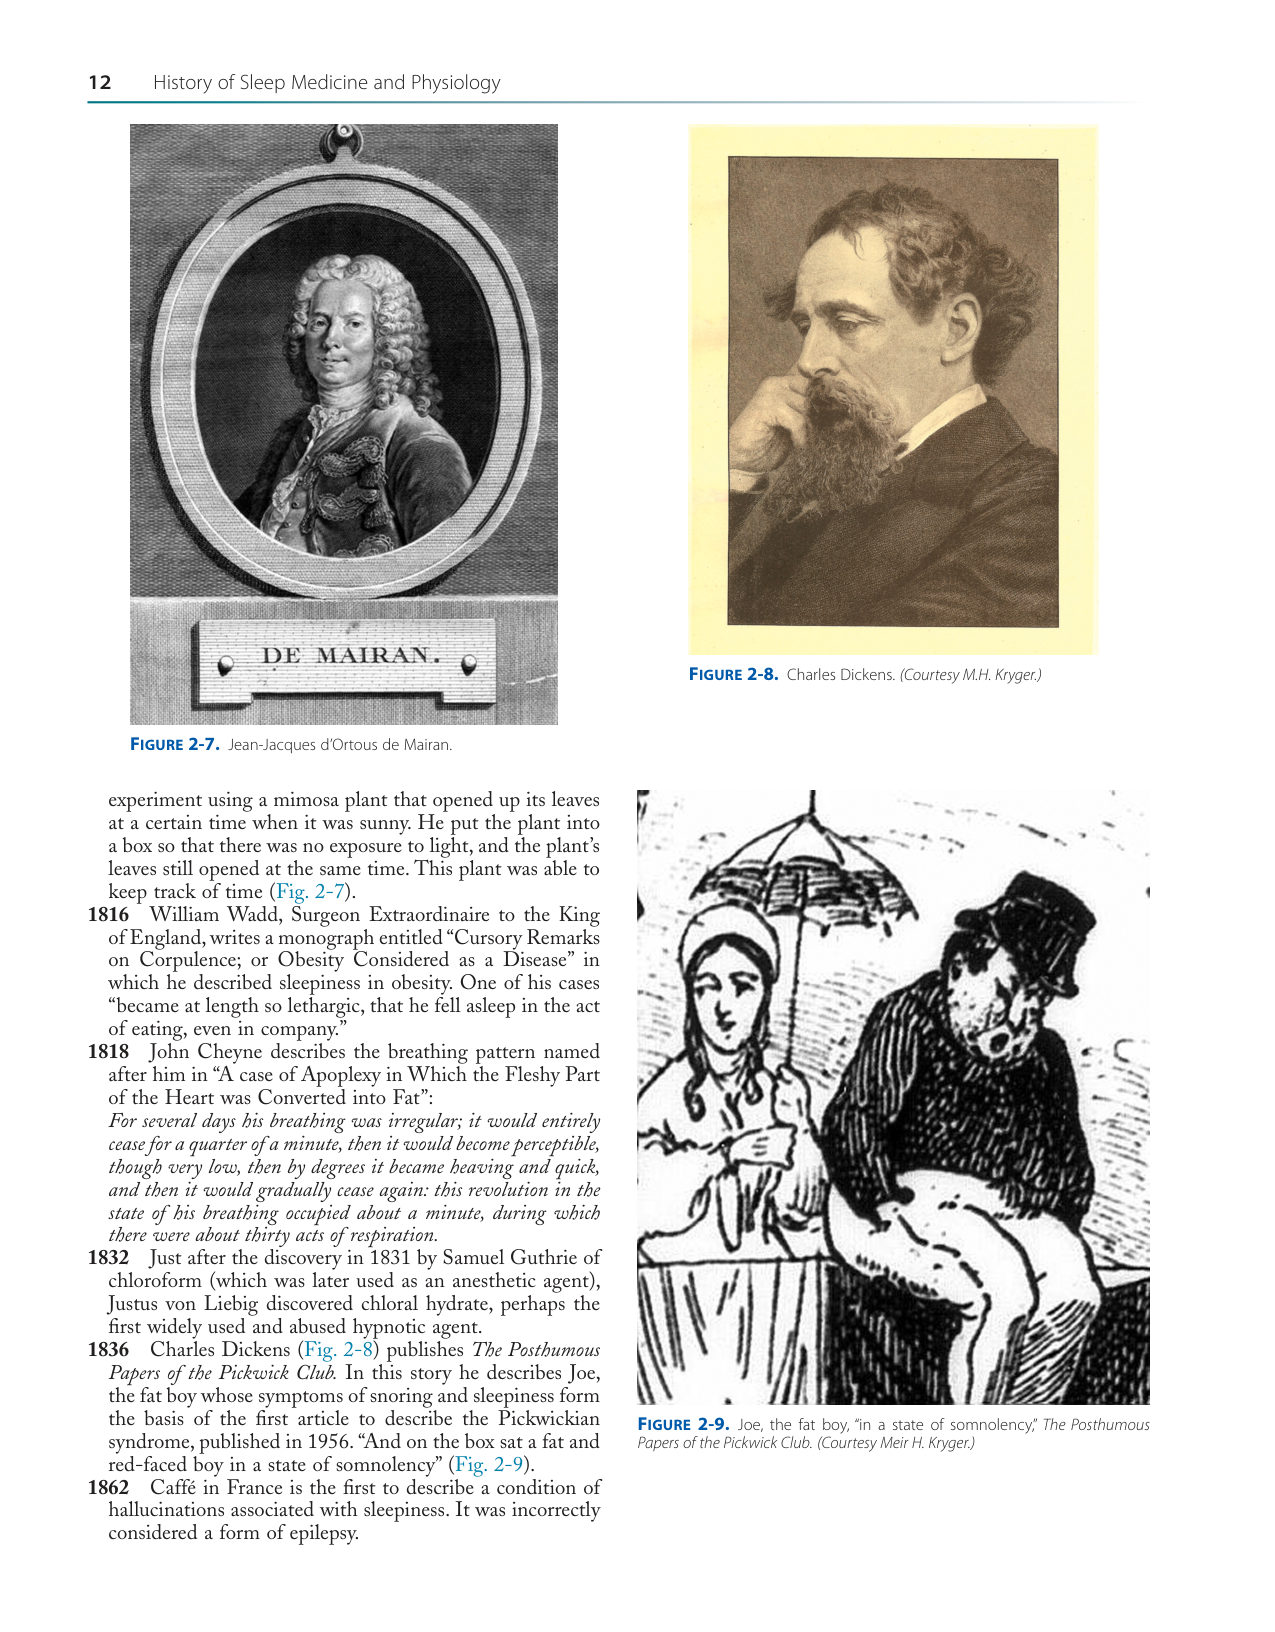 12 History of Sleep Medicine and Physiology
DE MAIRAN.
FIGURE 2-7. Jean-Jacques d’Ortous de Mairan.
FIGURE 2-8. Charles Dickens. (Courtesy M.H. Kryger.)
experiment using a mimosa plant that opened up its leaves
at a certain time when it was sunny. He put the plant into
a box so that there was no exposure to light, and the plant’s
leaves still opened at the same time. This plant was able to
keep track of time (Fig. 2-7).
1816 William Wadd, Surgeon Extraordinaire to the King
of England, writes a monograph entitled “Cursory Remarks
on Corpulence; or Obesity Considered as a Disease” in
which he described sleepiness in obesity. One of his cases
“became at length so lethargic, that he fell asleep in the act
of eating, even in company.”
1818 John Cheyne describes the breathing pattern named
after him in “A case of Apoplexy in Which the Fleshy Part
of the Heart was Converted into Fat”:
For several days his breathing was irregular; it would entirely
cease for a quarter of a minute, then it would become perceptible,
though very low, then by degrees it became heaving and quick,
and then it would gradually cease again: this revolution in the
state of his breathing occupied about a minute, during which
there were about thirty acts of respiration.
1832 Just after the discovery in 1831 by Samuel Guthrie of
chloroform (which was later used as an anesthetic agent),
Justus von Liebig discovered chloral hydrate, perhaps the
first widely used and abused hypnotic agent.
1836 Charles Dickens (Fig. 2-8) publishes The Posthumous
Papers of the Pickwick Club. In this story he describes Joe,
the fat boy whose symptoms of snoring and sleepiness form
the basis of the first article to describe the Pickwickian
syndrome, published in 1956. “And on the box sat a fat and
red-faced boy in a state of somnolency” (Fig. 2-9).
1862 Caffé in France is the first to describe a condition of
hallucinations associated with sleepiness. It was incorrectly
considered a form of epilepsy.
FIGURE 2-9. Joe, the fat boy, “in a state of somnolency,” The Posthumous
Papers of the Pickwick Club. (Courtesy Meir H. Kryger.)